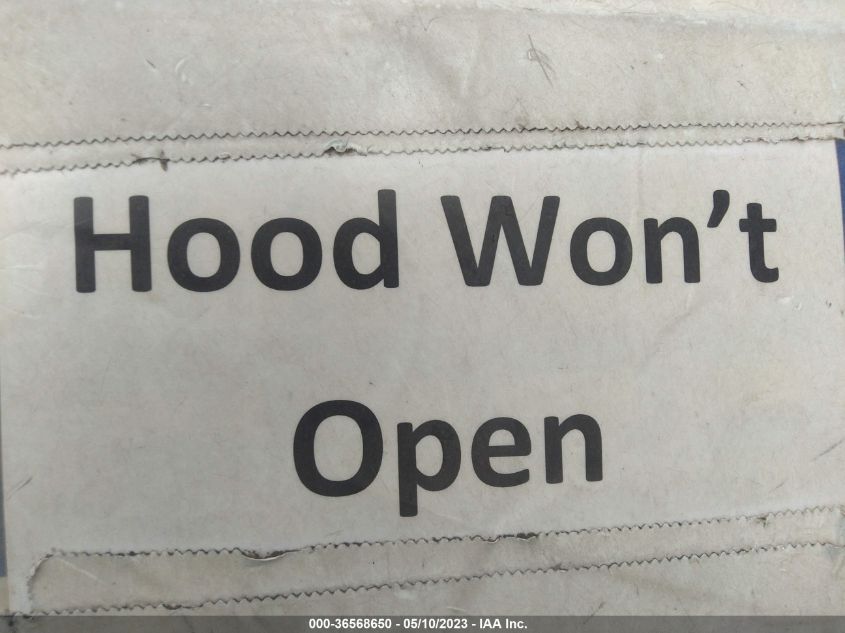 Hood Won’t
Open
000-36568650 - 05/10/2023 - IAA Inc.